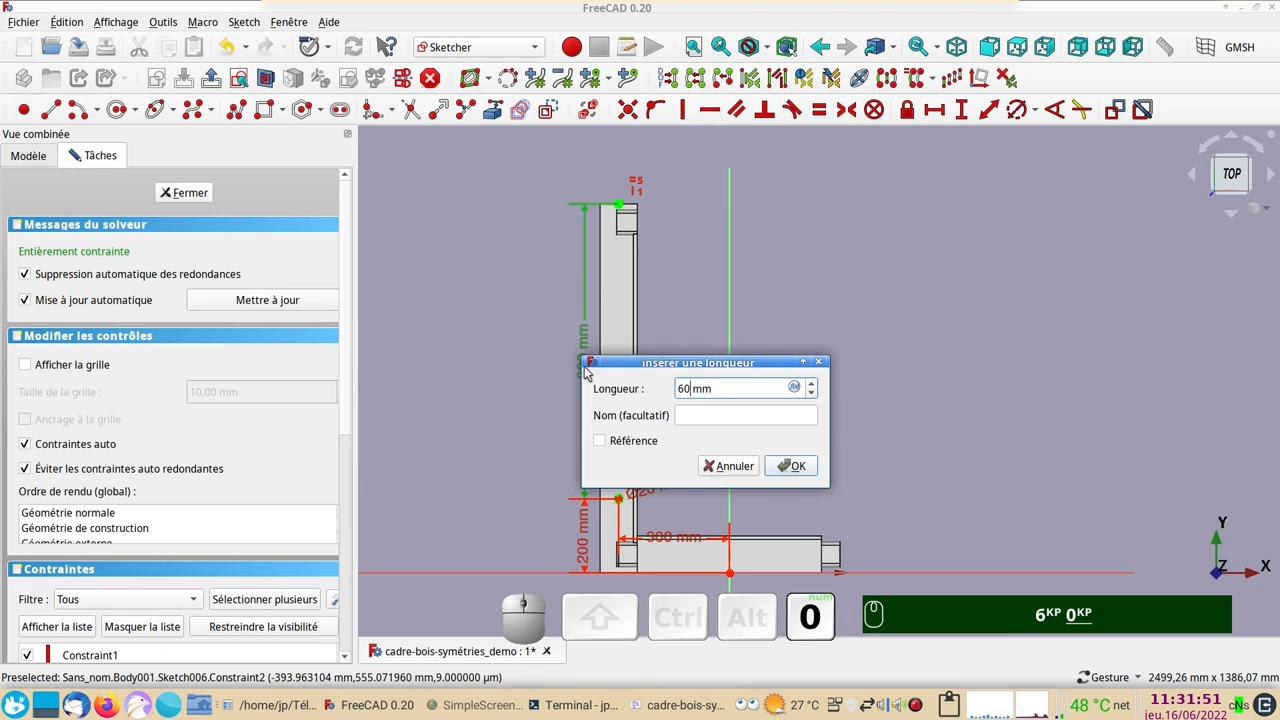 FreeCAD 0.20
Fichier Édition Affichage Outils Macro Sketch Fenêtre Aide
Sketcher
GMSH
Vue combinée
Modèle Tâches
Fermer
Messages du solveur
Entièrement contrainte
Suppression automatique des redondances
Mise à jour automatique Mettre à jour
Modifier les contrôles
Afficher la grille
Taille de la grille : 10,00 mm
Ancrage à la grille
Contraintes auto
Éviter les contraintes auto redondantes
Ordre de rendu (global) :
Géométrie normale
Géométrie de construction
Géométrie externe
Contraintes
Filtre : Tous Sélectionner plusieurs
Afficher la liste Masquer la liste Restreindre la visibilité
Constraint1
TOP
=5
1
mm
insérer une longueur
Longueur : 60 mm
Nom (facultatif)
Référence
Annuler OK
200 mm
300 mm
Y
Z X
Ctrl Alt num 0
6KP 0KP
cadre-bois-symétries_demo : 1*
Preselected: Sans_nom.Body001.Sketch006.Constraint2 (-393.963104 mm,555.071960 mm,9.000000 µm)
Gesture 2499,26 mm x 1386,07 mm
/home/jp/Tél... FreeCAD 0.20 SimpleScreen... Terminal - jp... cadre-bois-sy...
27 °C
48 °C net
11:31:51
jeu.16/06/2022
cNs